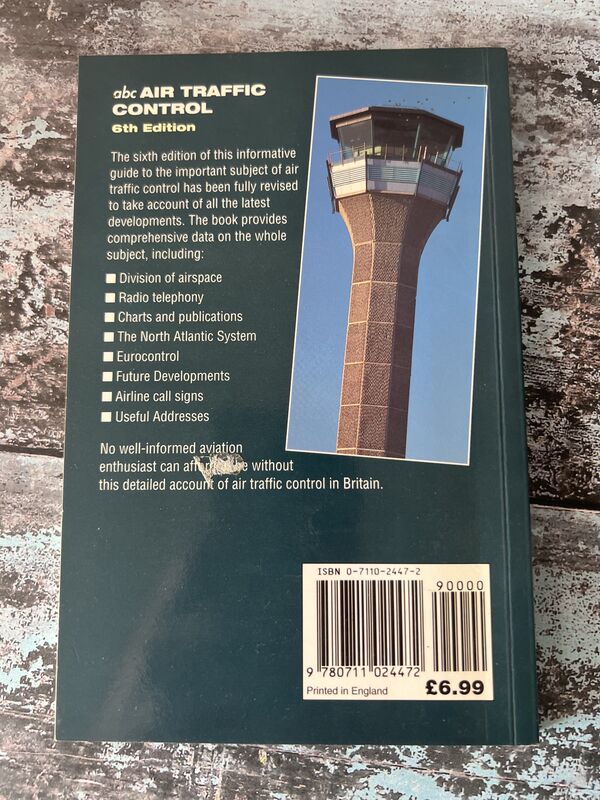 abc AIR TRAFFIC
CONTROL
6th Edition
The sixth edition of this informative
guide to the important subject of air
traffic control has been fully revised
to take account of all the latest
developments. The book provides
comprehensive data on the whole
subject, including:
■ Division of airspace
■ Radio telephony
■ Charts and publications
■ The North Atlantic System
■ Eurocontrol
■ Future Developments
■ Airline call signs
■ Useful Addresses
No well-informed aviation
enthusiast can without
this detailed account of air traffic control in Britain.
ISBN 0-7110-2447-2
90000
9 780711 024472
Printed in England
£6.99